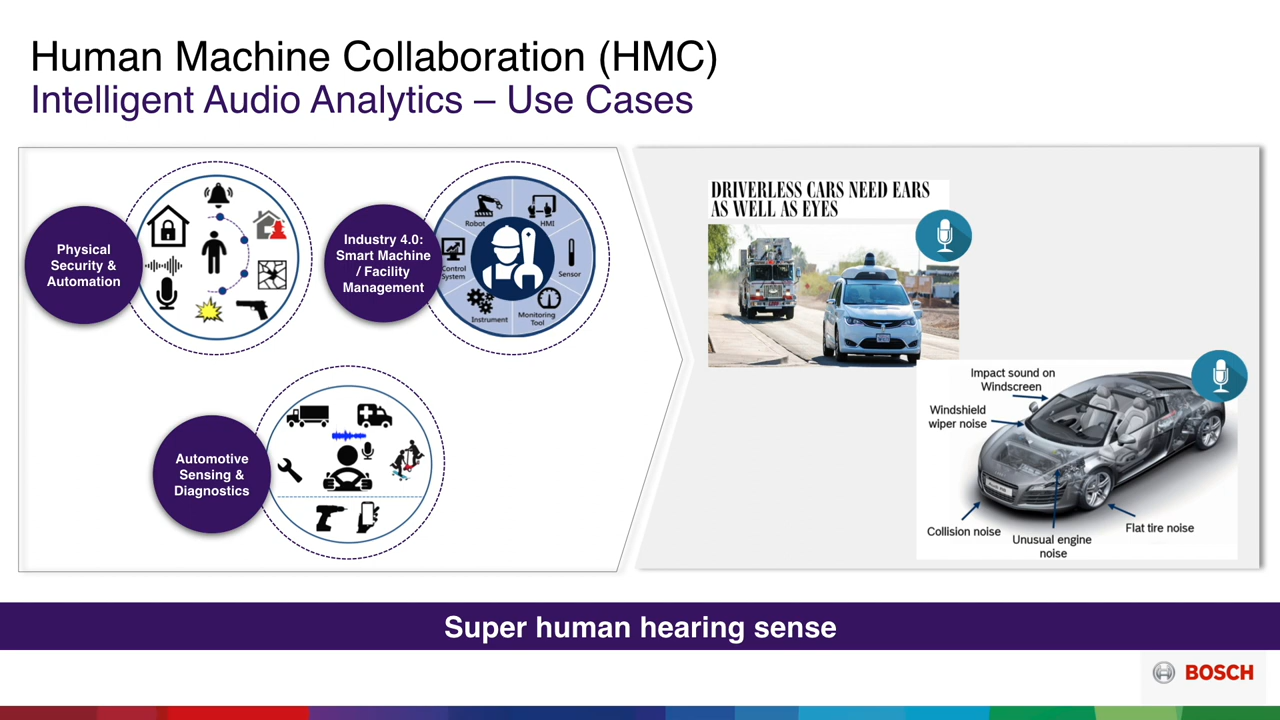 Human Machine Collaboration (HMC)
Intelligent Audio Analytics – Use Cases
Physical
Security &
Automation
Industry 4.0:
Smart Machine
/ Facility
Management
Robot
HMI
Control
System
Sensor
Instrument
Monitoring
Tool
Automotive
Sensing &
Diagnostics
DRIVERLESS CARS NEED EARS
AS WELL AS EYES
Impact sound on
Windscreen
Windshield
wiper noise
Collision noise
Unusual engine
noise
Flat tire noise
Super human hearing sense
BOSCH